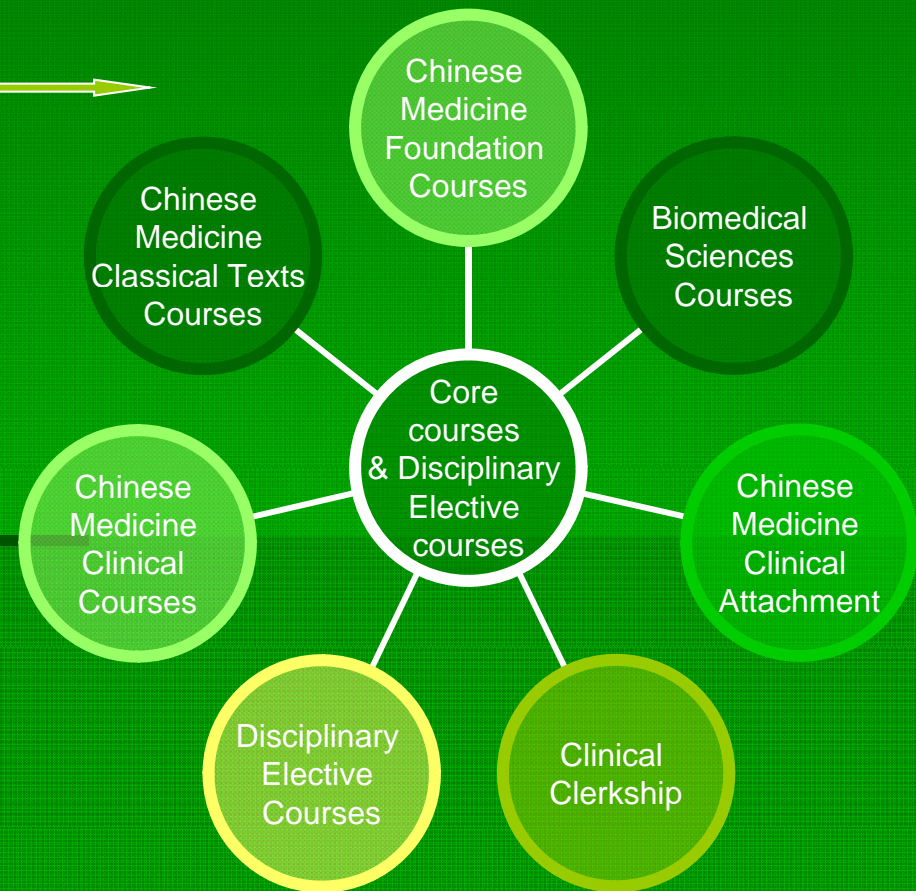 Chinese
Medicine
Foundation
Courses
Biomedical
Sciences
Courses
Chinese
Medicine
Clinical
Attachment
Clinical
Clerkship
Disciplinary
Elective
Courses
Chinese
Medicine
Clinical
Courses
Chinese
Medicine
Classical Texts
Courses
Core
courses
& Disciplinary
Elective
courses